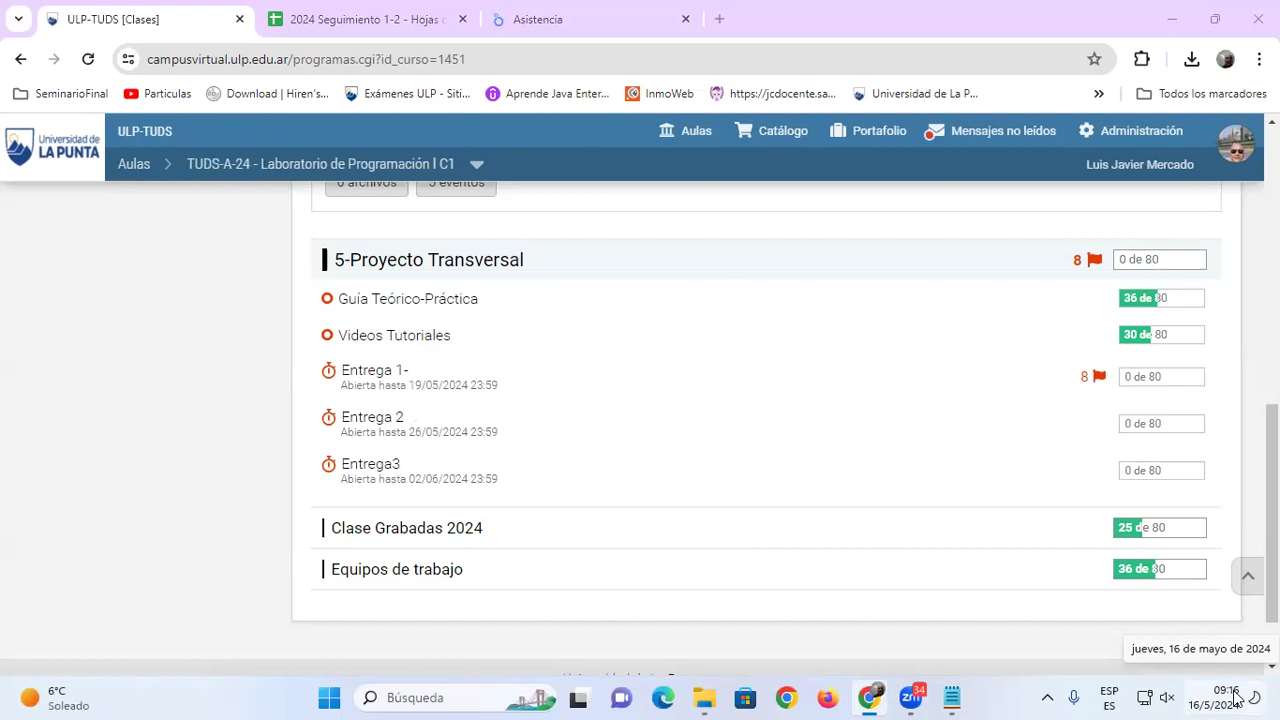 ULP-TUDS [Clases]
2024 Seguimiento 1-2 - Hojas
Asistencia
campusvirtual.ulp.edu.ar/programas.cgi?id_curso=1451
SeminarioFinal
Particulas
Download | Hiren's...
Exámenes ULP - Siti...
Aprende Java Enter...
InmoWeb
https://jcdocente.sa...
Universidad de La P...
Todos los marcadores
Universidad de
LA PUNTA
ULP-TUDS
Aulas
Catálogo
Portafolio
Mensajes no leídos
Administración
Aulas
TUDS-A-24 - Laboratorio de Programación I C1
Luis Javier Mercado
archivos
eventos
5-Proyecto Transversal
8
0 de 80
Guía Teórico-Práctica
36 de 80
Videos Tutoriales
30 de 80
Entrega 1-
Abierta hasta 19/05/2024 23:59
8
0 de 80
Entrega 2
Abierta hasta 26/05/2024 23:59
0 de 80
Entrega3
Abierta hasta 02/06/2024 23:59
0 de 80
Clase Grabadas 2024
25 de 80
Equipos de trabajo
36 de 80
jueves, 16 de mayo de 2024
6°C
Soleado
Búsqueda
zm
34
ESP
ES
16/5/2024